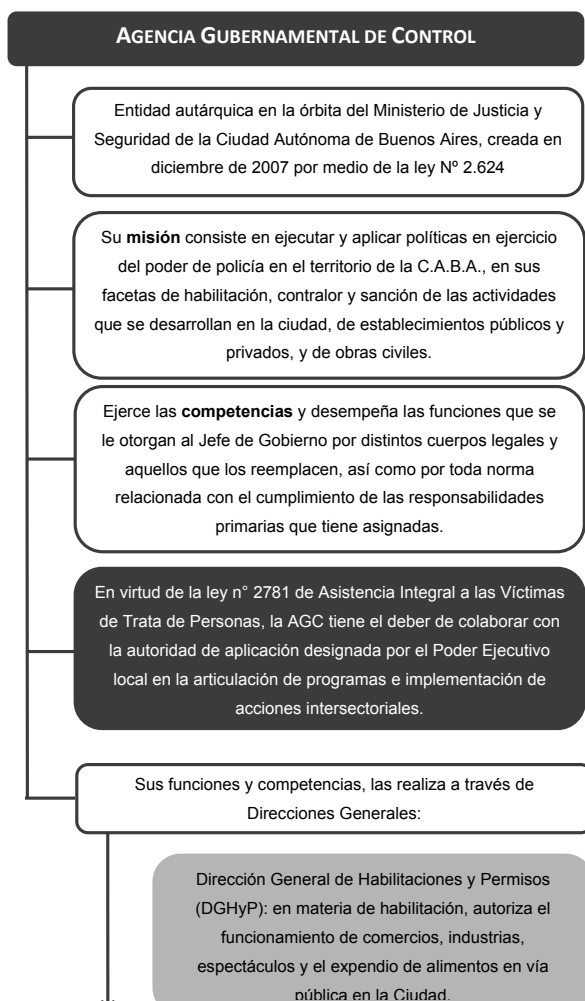 AGENCIA GUBERNAMENTAL DE CONTROL
Entidad autárquica en la órbita del Ministerio de Justicia y
Seguridad de la Ciudad Autónoma de Buenos Aires, creada en
diciembre de 2007 por medio de la ley Nº 2.624
Su misión consiste en ejecutar y aplicar políticas en ejercicio
del poder de policía en el territorio de la C.A.B.A., en sus
facetas de habilitación, contralor y sanción de las actividades
que se desarrollan en la ciudad, de establecimientos públicos y
privados, y de obras civiles.
Ejerce las competencias y desempeña las funciones que se
le otorgan al Jefe de Gobierno por distintos cuerpos legales y
aquellos que los reemplacen, así como por toda norma
relacionada con el cumplimiento de las responsabilidades
primarias que tiene asignadas.
En virtud de la ley n° 2781 de Asistencia Integral a las Víctimas
de Trata de Personas, la AGC tiene el deber de colaborar con
la autoridad de aplicación designada por el Poder Ejecutivo
local en la articulación de programas e implementación de
acciones intersectoriales.
Sus funciones y competencias, las realiza a través de
Direcciones Generales:
Dirección General de Habilitaciones y Permisos
(DGHyP): en materia de habilitación, autoriza el
funcionamiento de comercios, industrias,
espectáculos y el expendio de alimentos en vía
pública en la Ciudad.